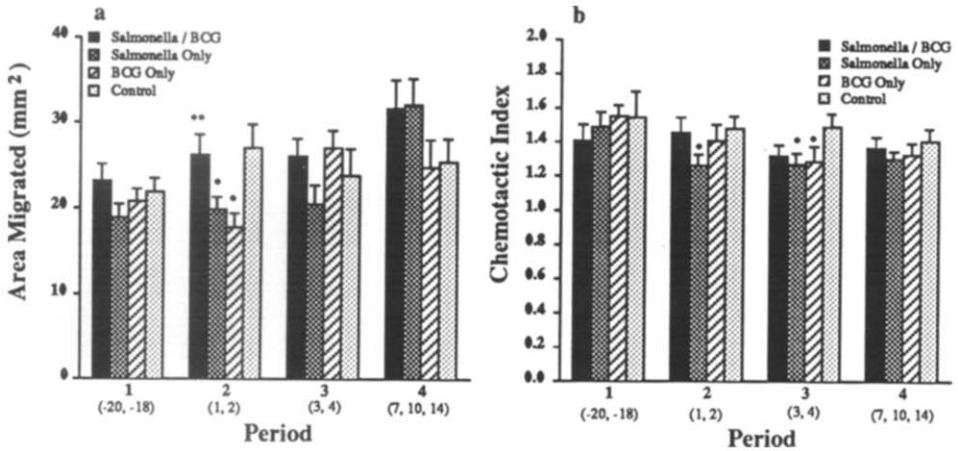 a
Area Migrated (mm 2)
40
30
20
10
0
Salmonella / BCG
Salmonella Only
BCG Only
Control
**
*
*
1
2
3
4
(-20, -18)
(1, 2)
(3, 4)
(7, 10, 14)
Period
b
Chemotactic Index
2.0
1.8
1.6
1.4
1.2
1.0
0.8
0.6
0.4
0.2
0.0
Salmonella / BCG
Salmonella Only
BCG Only
Control
*
*
*
1
2
3
4
(-20, -18)
(1, 2)
(3, 4)
(7, 10, 14)
Period